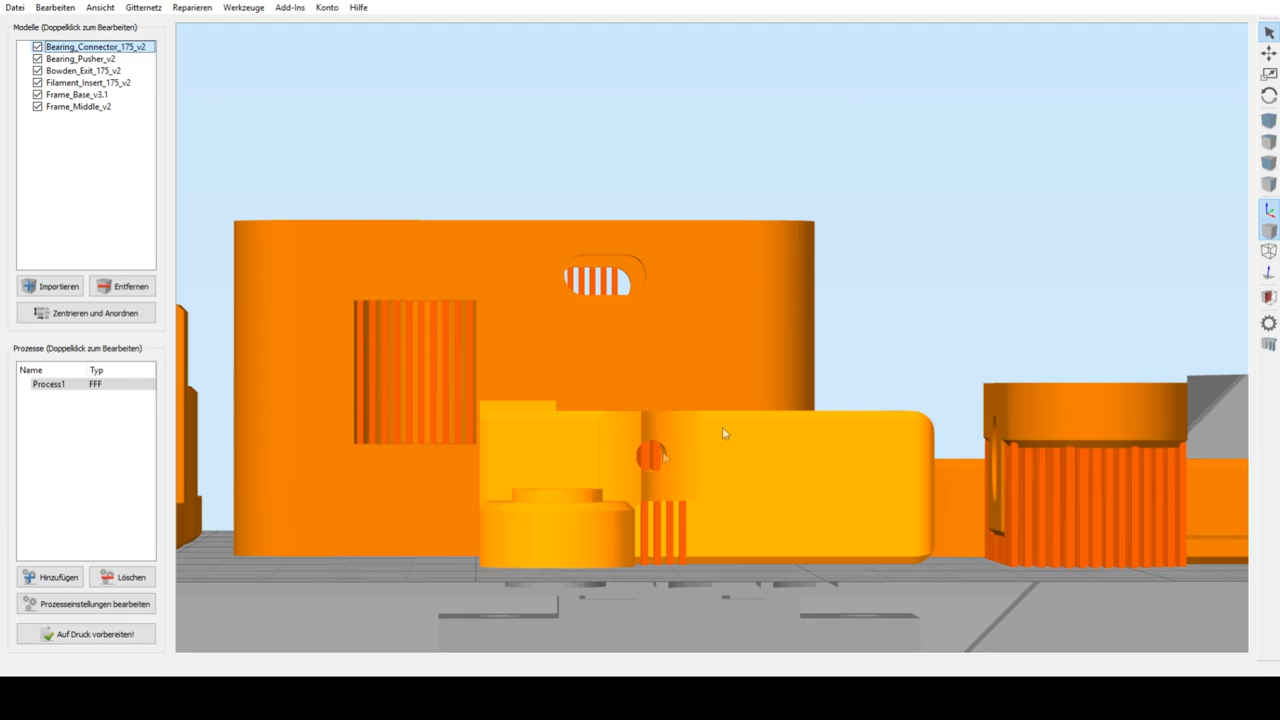 Datei Bearbeiten Ansicht Gitternetz Reparieren Werkzeuge Add-Ins Konto Hilfe
Modelle (Doppelklick zum Bearbeiten)
Bearing_Connector_175_v2
Bearing_Pusher_v2
Bowden_Exit_175_v2
Filament_Insert_175_v2
Frame_Base_v3.1
Frame_Middle_v2
Importieren Entfernen
Zentrieren und Anordnen
Prozesse (Doppelklick zum Bearbeiten)
Name Typ
Process1 FFF
Hinzufügen Löschen
Prozesseinstellungen bearbeiten
Auf Druck vorbereiten!